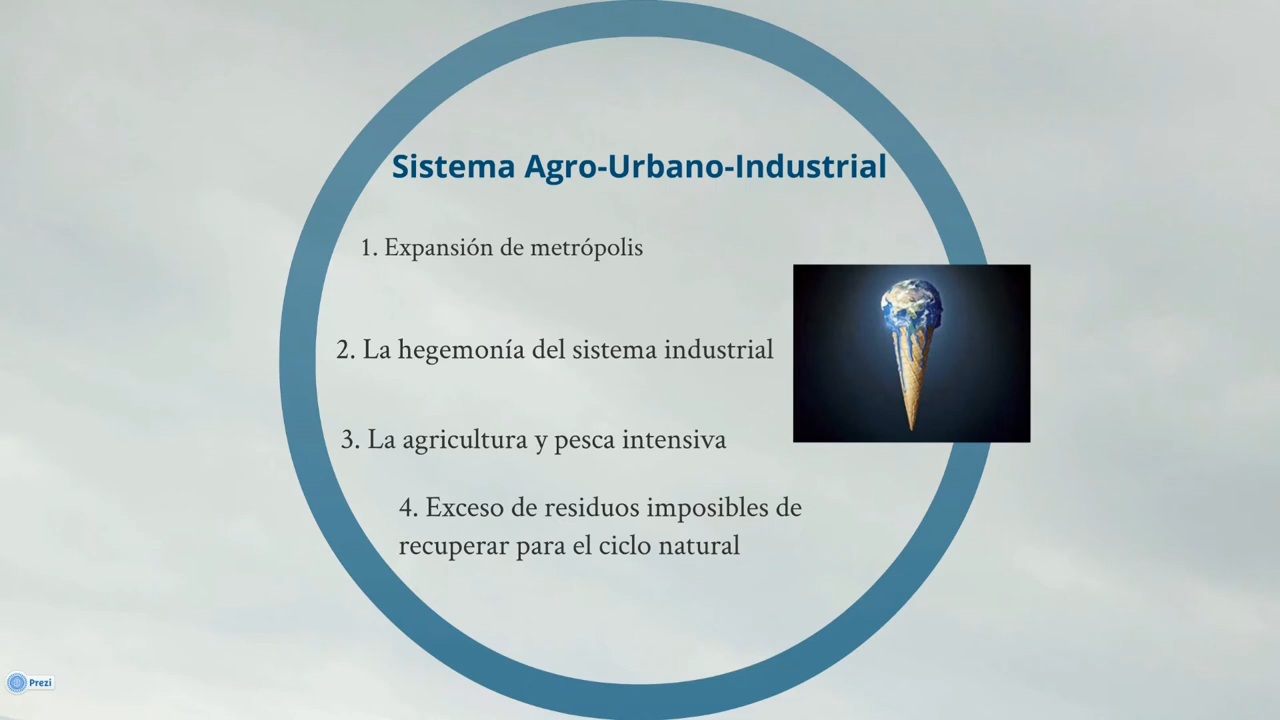 Sistema Agro-Urbano-Industrial
1. Expansión de metrópolis
2. La hegemonía del sistema industrial
3. La agricultura y pesca intensiva
4. Exceso de residuos imposibles de
recuperar para el ciclo natural
Prezi